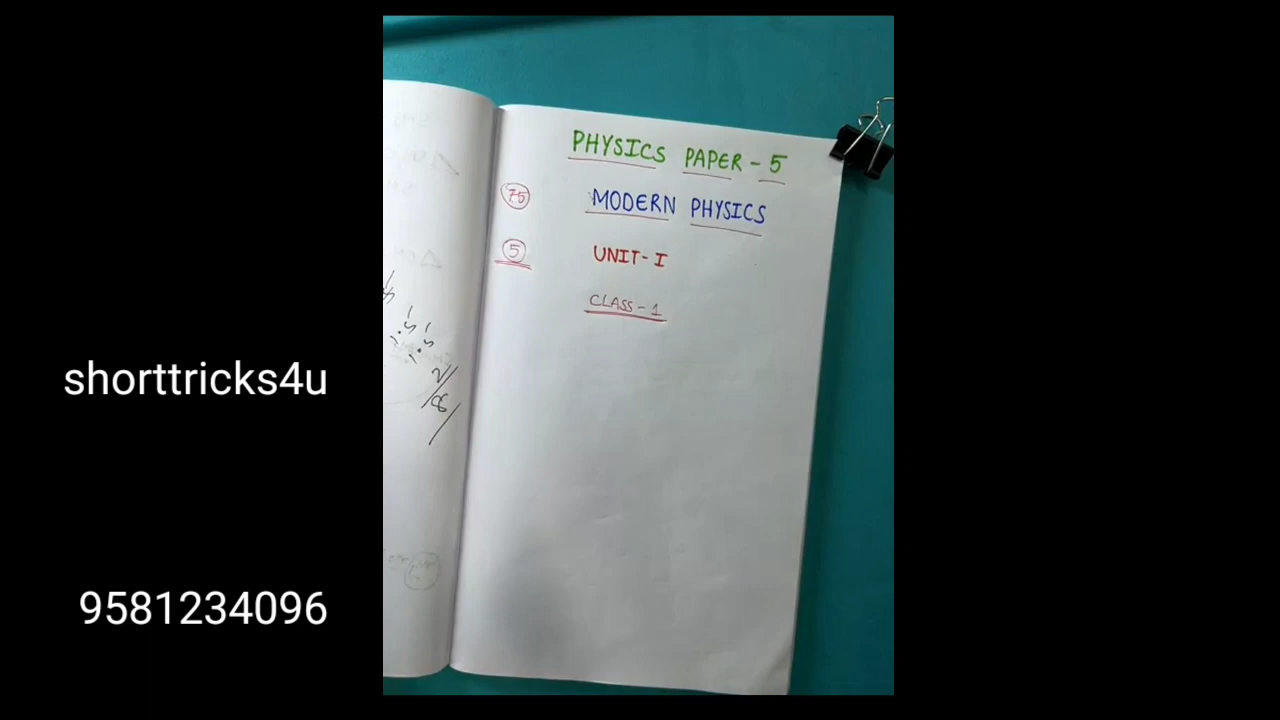 PHYSICS PAPER - 5
75 MODERN PHYSICS
5 UNIT - I
CLASS - 1
shorttricks4u
9581234096